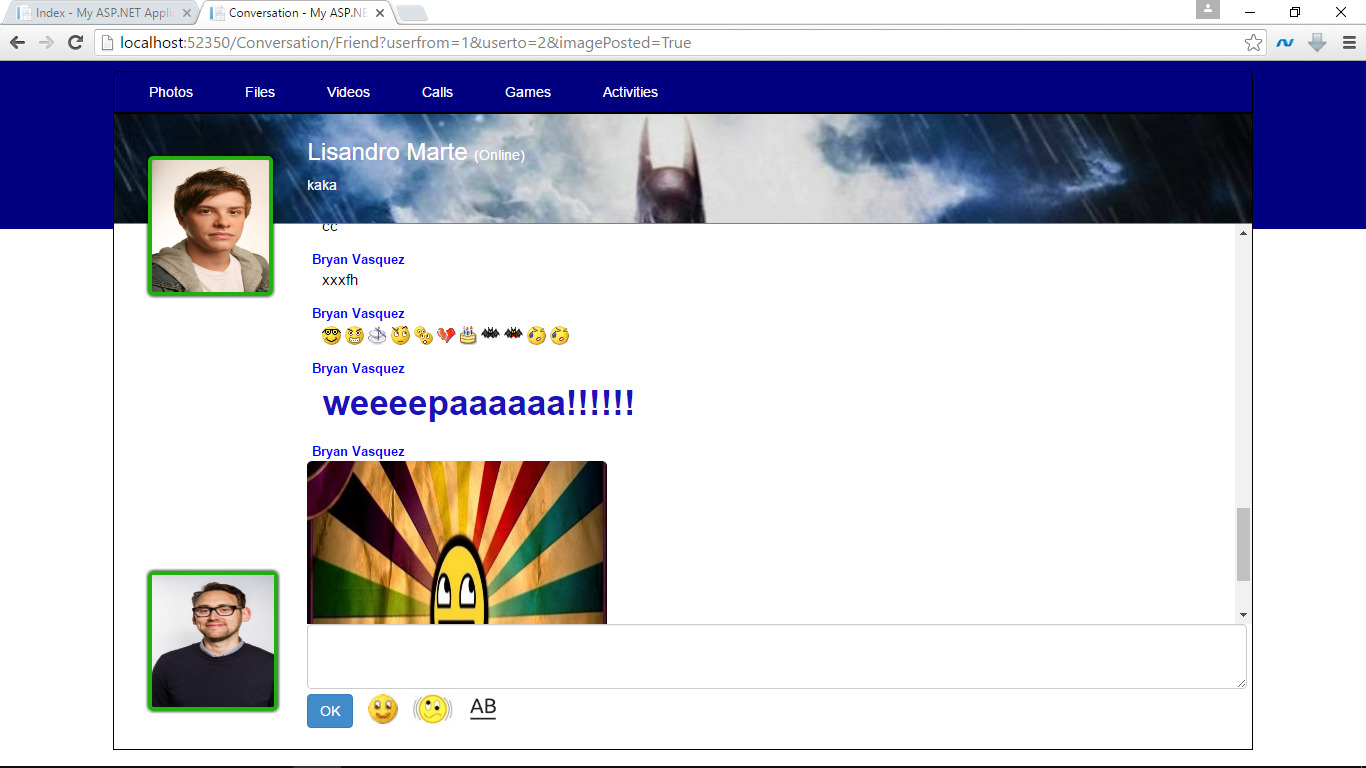 Index - My ASP.NET Appli
Conversation - My ASP.NE
localhost:52350/Conversation/Friend?userfrom=1&userto=2&imagePosted=True
Photos Files Videos Calls Games Activities
Lisandro Marte (Online)
kaka
cc
Bryan Vasquez
xxxfh
Bryan Vasquez
Bryan Vasquez
weeeepaaaaaa!!!!!!
Bryan Vasquez
OK AB